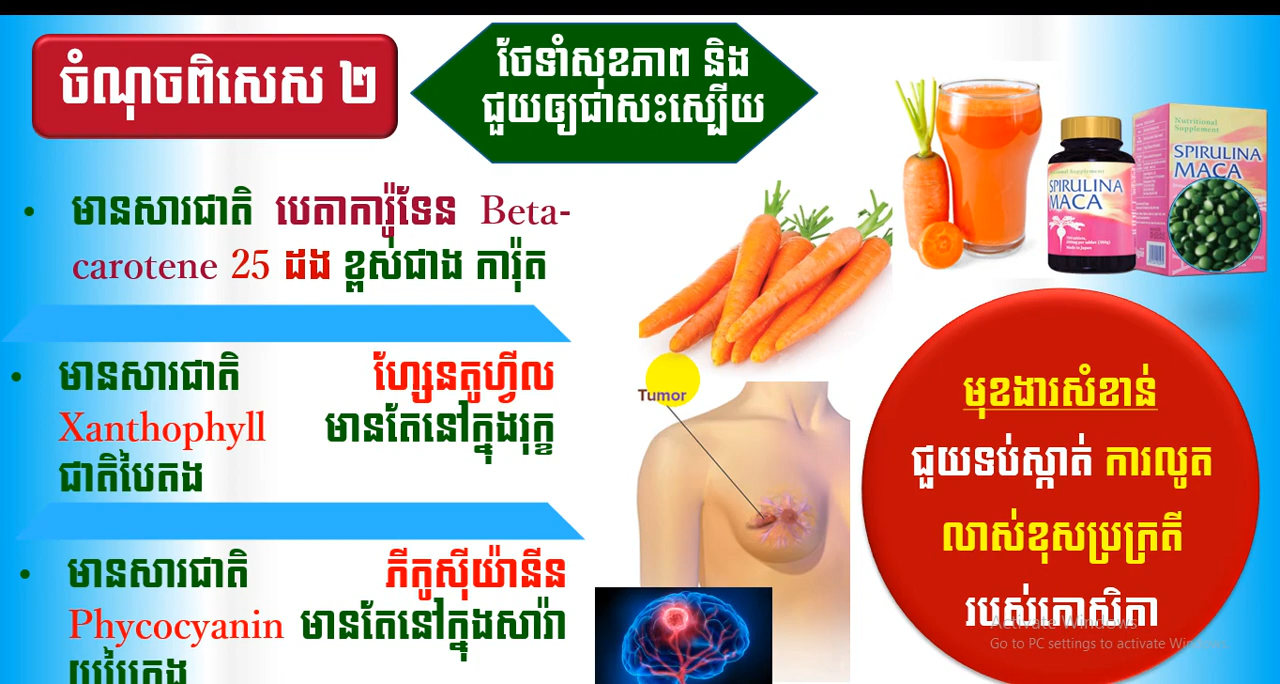 ចំណុចពិសេស ២
ថែទាំសុខភាព និង
ជួយឲ្យជាសះស្បើយ
• មានសារជាតិ បេតាការ៉ូទែន Beta-
carotene 25 ដង ខ្ពស់ជាង ការ៉ុត
• មានសារជាតិ ហ្សែនតូហ្វីល
Xanthophyll មានតែនៅក្នុងរុក្ខ
ជាតិបៃតង
• មានសារជាតិ ភីកូស៊ីយ៉ានីន
Phycocyanin មានតែនៅក្នុងសារ៉ា
យបៃតង
Nutritional
Supplement
SPIRULINA
MACA
SPIRULINA
MACA
Tumor
មុខងារសំខាន់
ជួយទប់ស្កាត់ ការលូត
លាស់ខុសប្រក្រតី
របស់កោសិកា
Activate Windows
Go to PC settings to activate Windows.